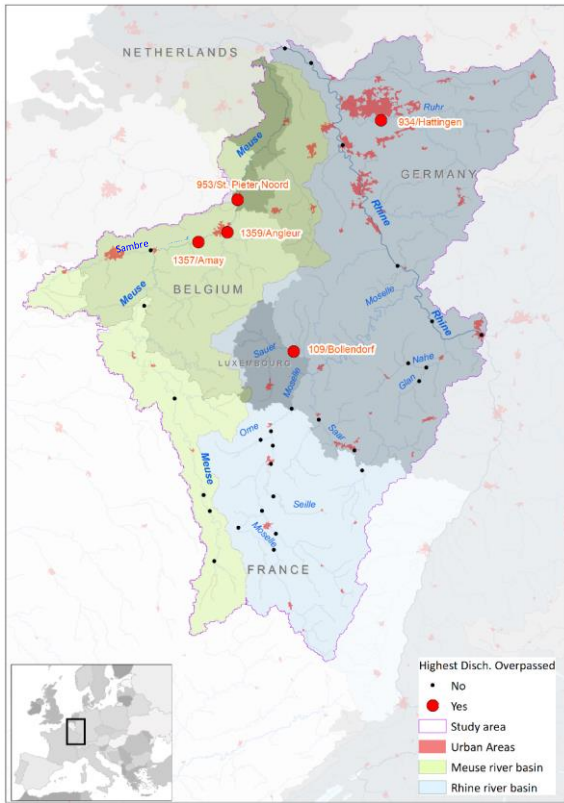 NETHERLANDS
Ruhr
934/Hattingen
Meuse
GERMANY
953/St. Pieter Noord
Rhine
1359/Angleur
Sambre
1357/Amay
Meuse
BELGIUM
Moselle
Rhine
109/Bollendorf
Sauer
LUXEMBOURG
Nahe
Moselle
Glan
Orne
Saar
Meuse
Seille
Moselle
FRANCE
Highest Disch. Overpassed
No
Yes
Study area
Urban Areas
Meuse river basin
Rhine river basin